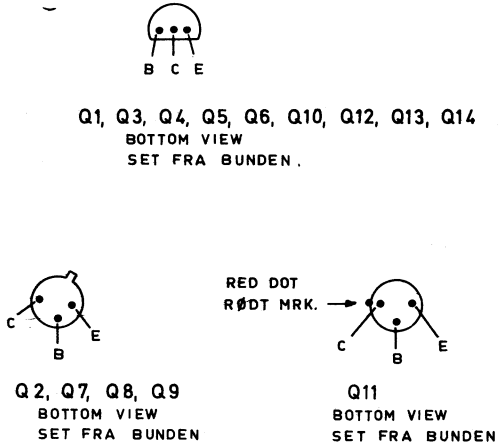 B C E
Q1, Q3, Q4, Q5, Q6, Q10, Q12, Q13, Q14
BOTTOM VIEW
SET FRA BUNDEN.
C
B
E
Q2, Q7, Q8, Q9
BOTTOM VIEW
SET FRA BUNDEN
RED DOT
RØDT MRK.
C
B
E
Q11
BOTTOM VIEW
SET FRA BUNDEN